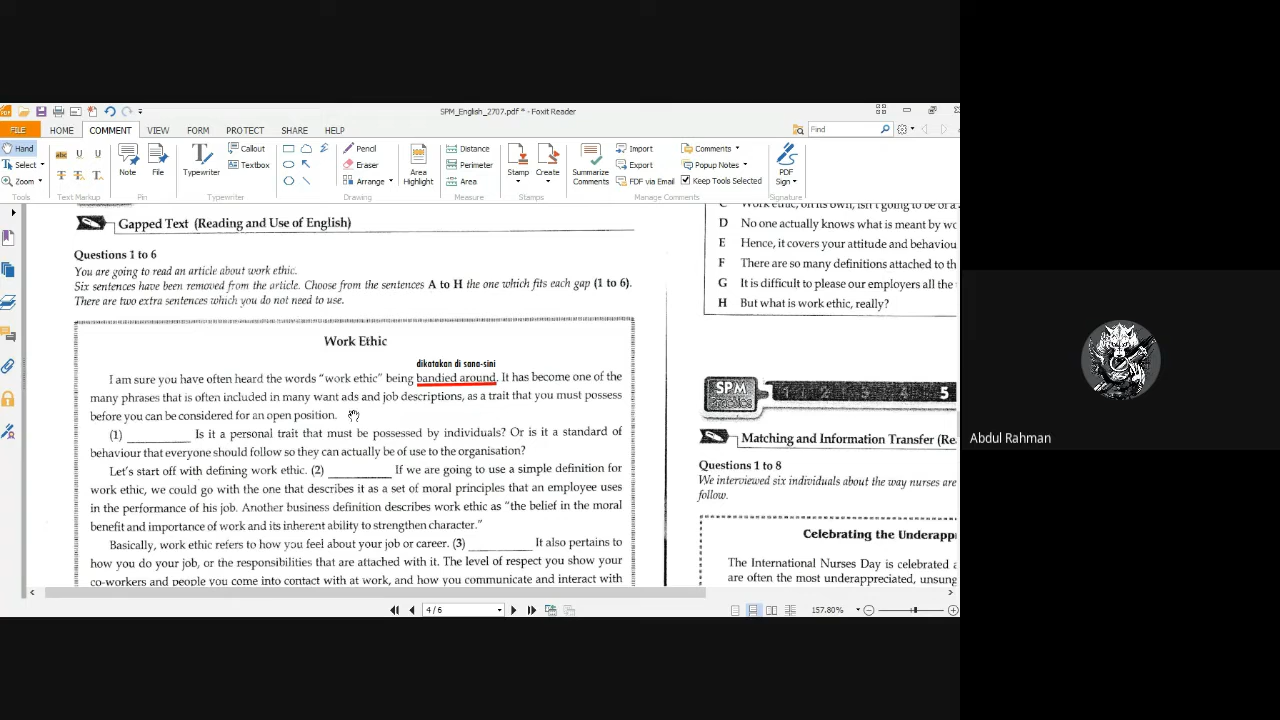 SPM_English_2707.pdf * - Foxit Reader
FILE HOME COMMENT VIEW FORM PROTECT SHARE HELP
Find
Hand
Select
Zoom
Tools
Text Markup
Note
File
Pin
Typewriter
Callout
Textbox
Typewriter
Pencil
Eraser
Arrange
Drawing
Area Highlight
Distance
Perimeter
Area
Measure
Stamp
Create
Stamps
Summarize Comments
Import
Export
FDF via Email
Comments
Popup Notes
Keep Tools Selected
Manage Comments
PDF Sign
Signature
Gapped Text (Reading and Use of English)
Questions 1 to 6
You are going to read an article about work ethic.
Six sentences have been removed from the article. Choose from the sentences A to H the one which fits each gap (1 to 6).
There are two extra sentences which you do not need to use.
Work Ethic
dikatakan di sana-sini
I am sure you have often heard the words "work ethic" being bandied around. It has become one of the
many phrases that is often included in many want ads and job descriptions, as a trait that you must possess
before you can be considered for an open position.
(1) __________ Is it a personal trait that must be possessed by individuals? Or is it a standard of
behaviour that everyone should follow so they can actually be of use to the organisation?
Let's start off with defining work ethic. (2) __________ If we are going to use a simple definition for
work ethic, we could go with the one that describes it as a set of moral principles that an employee uses
in the performance of his job. Another business definition describes work ethic as "the belief in the moral
benefit and importance of work and its inherent ability to strengthen character."
Basically, work ethic refers to how you feel about your job or career. (3) __________ It also pertains to
how you do your job, or the responsibilities that are attached with it. The level of respect you show your
co-workers and people you come into contact with at work, and how you communicate and interact with
C Work ethic, on its own, isn't going to be of a
D No one actually knows what is meant by wo
E Hence, it covers your attitude and behaviou
F There are so many definitions attached to th
G It is difficult to please our employers all the
H But what is work ethic, really?
SPM
1 2 3 4 5
Matching and Information Transfer (Re
Questions 1 to 8
We interviewed six individuals about the way nurses are
follow.
Celebrating the Underapp
The International Nurses Day is celebrated a
are often the most underappreciated, unsung
4 / 6
157.80%
Abdul Rahman